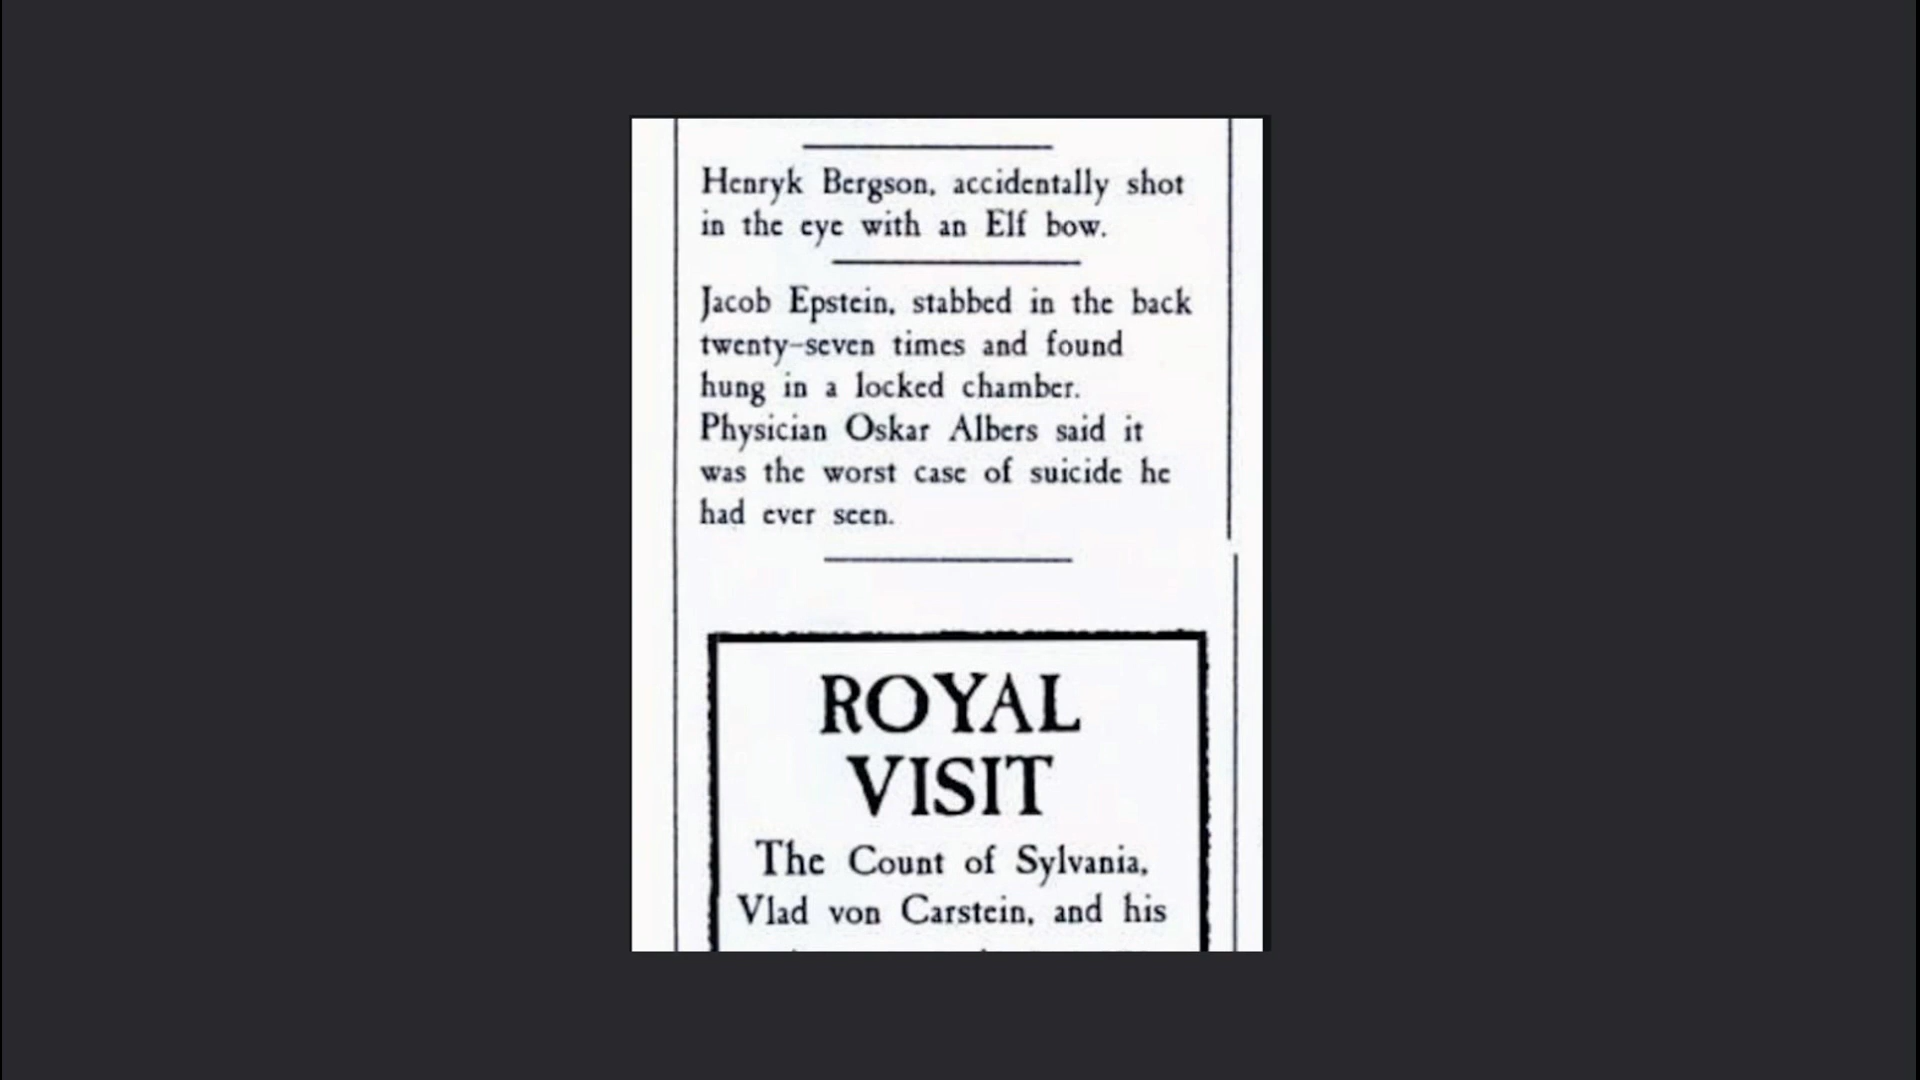 Henryk Bergson, accidentally shot
in the eye with an Elf bow.
Jacob Epstein, stabbed in the back
twenty-seven times and found
hung in a locked chamber.
Physician Oskar Albers said it
was the worst case of suicide he
had ever seen.
ROYAL
VISIT
The Count of Sylvania,
Vlad von Carstein, and his